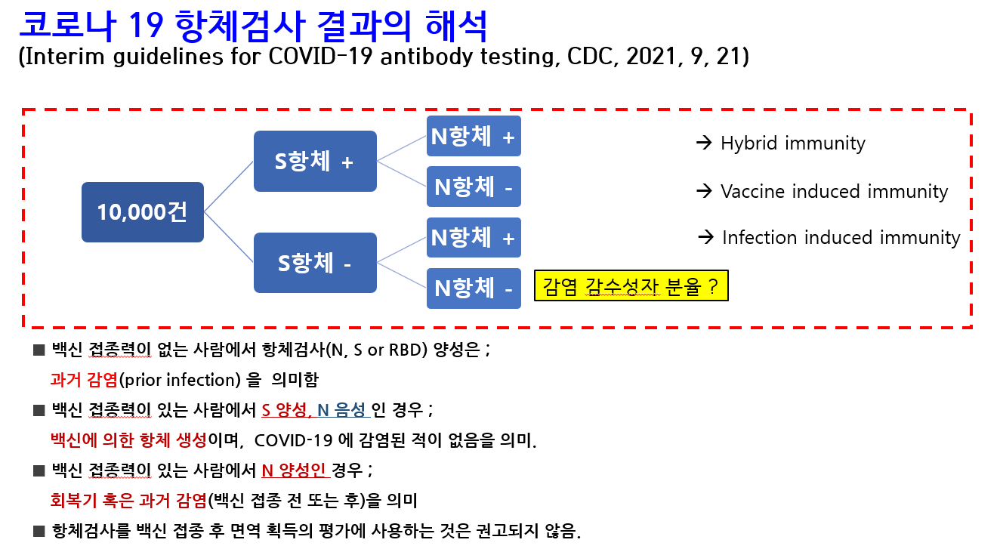 코로나 19 항체검사 결과의 해석
(Interim guidelines for COVID-19 antibody testing, CDC, 2021, 9, 21)
10,000건
S항체 +
S항체 -
N항체 +
N항체 -
N항체 +
N항체 -
→ Hybrid immunity
→ Vaccine induced immunity
→ Infection induced immunity
감염 감수성자 분율 ?
■ 백신 접종력이 없는 사람에서 항체검사(N, S or RBD) 양성은 ;
과거 감염(prior infection) 을 의미함
■ 백신 접종력이 있는 사람에서 S 양성, N 음성 인 경우 ;
백신에 의한 항체 생성이며, COVID-19 에 감염된 적이 없음을 의미.
■ 백신 접종력이 있는 사람에서 N 양성인 경우 ;
회복기 혹은 과거 감염(백신 접종 전 또는 후)을 의미
■ 항체검사를 백신 접종 후 면역 획득의 평가에 사용하는 것은 권고되지 않음.